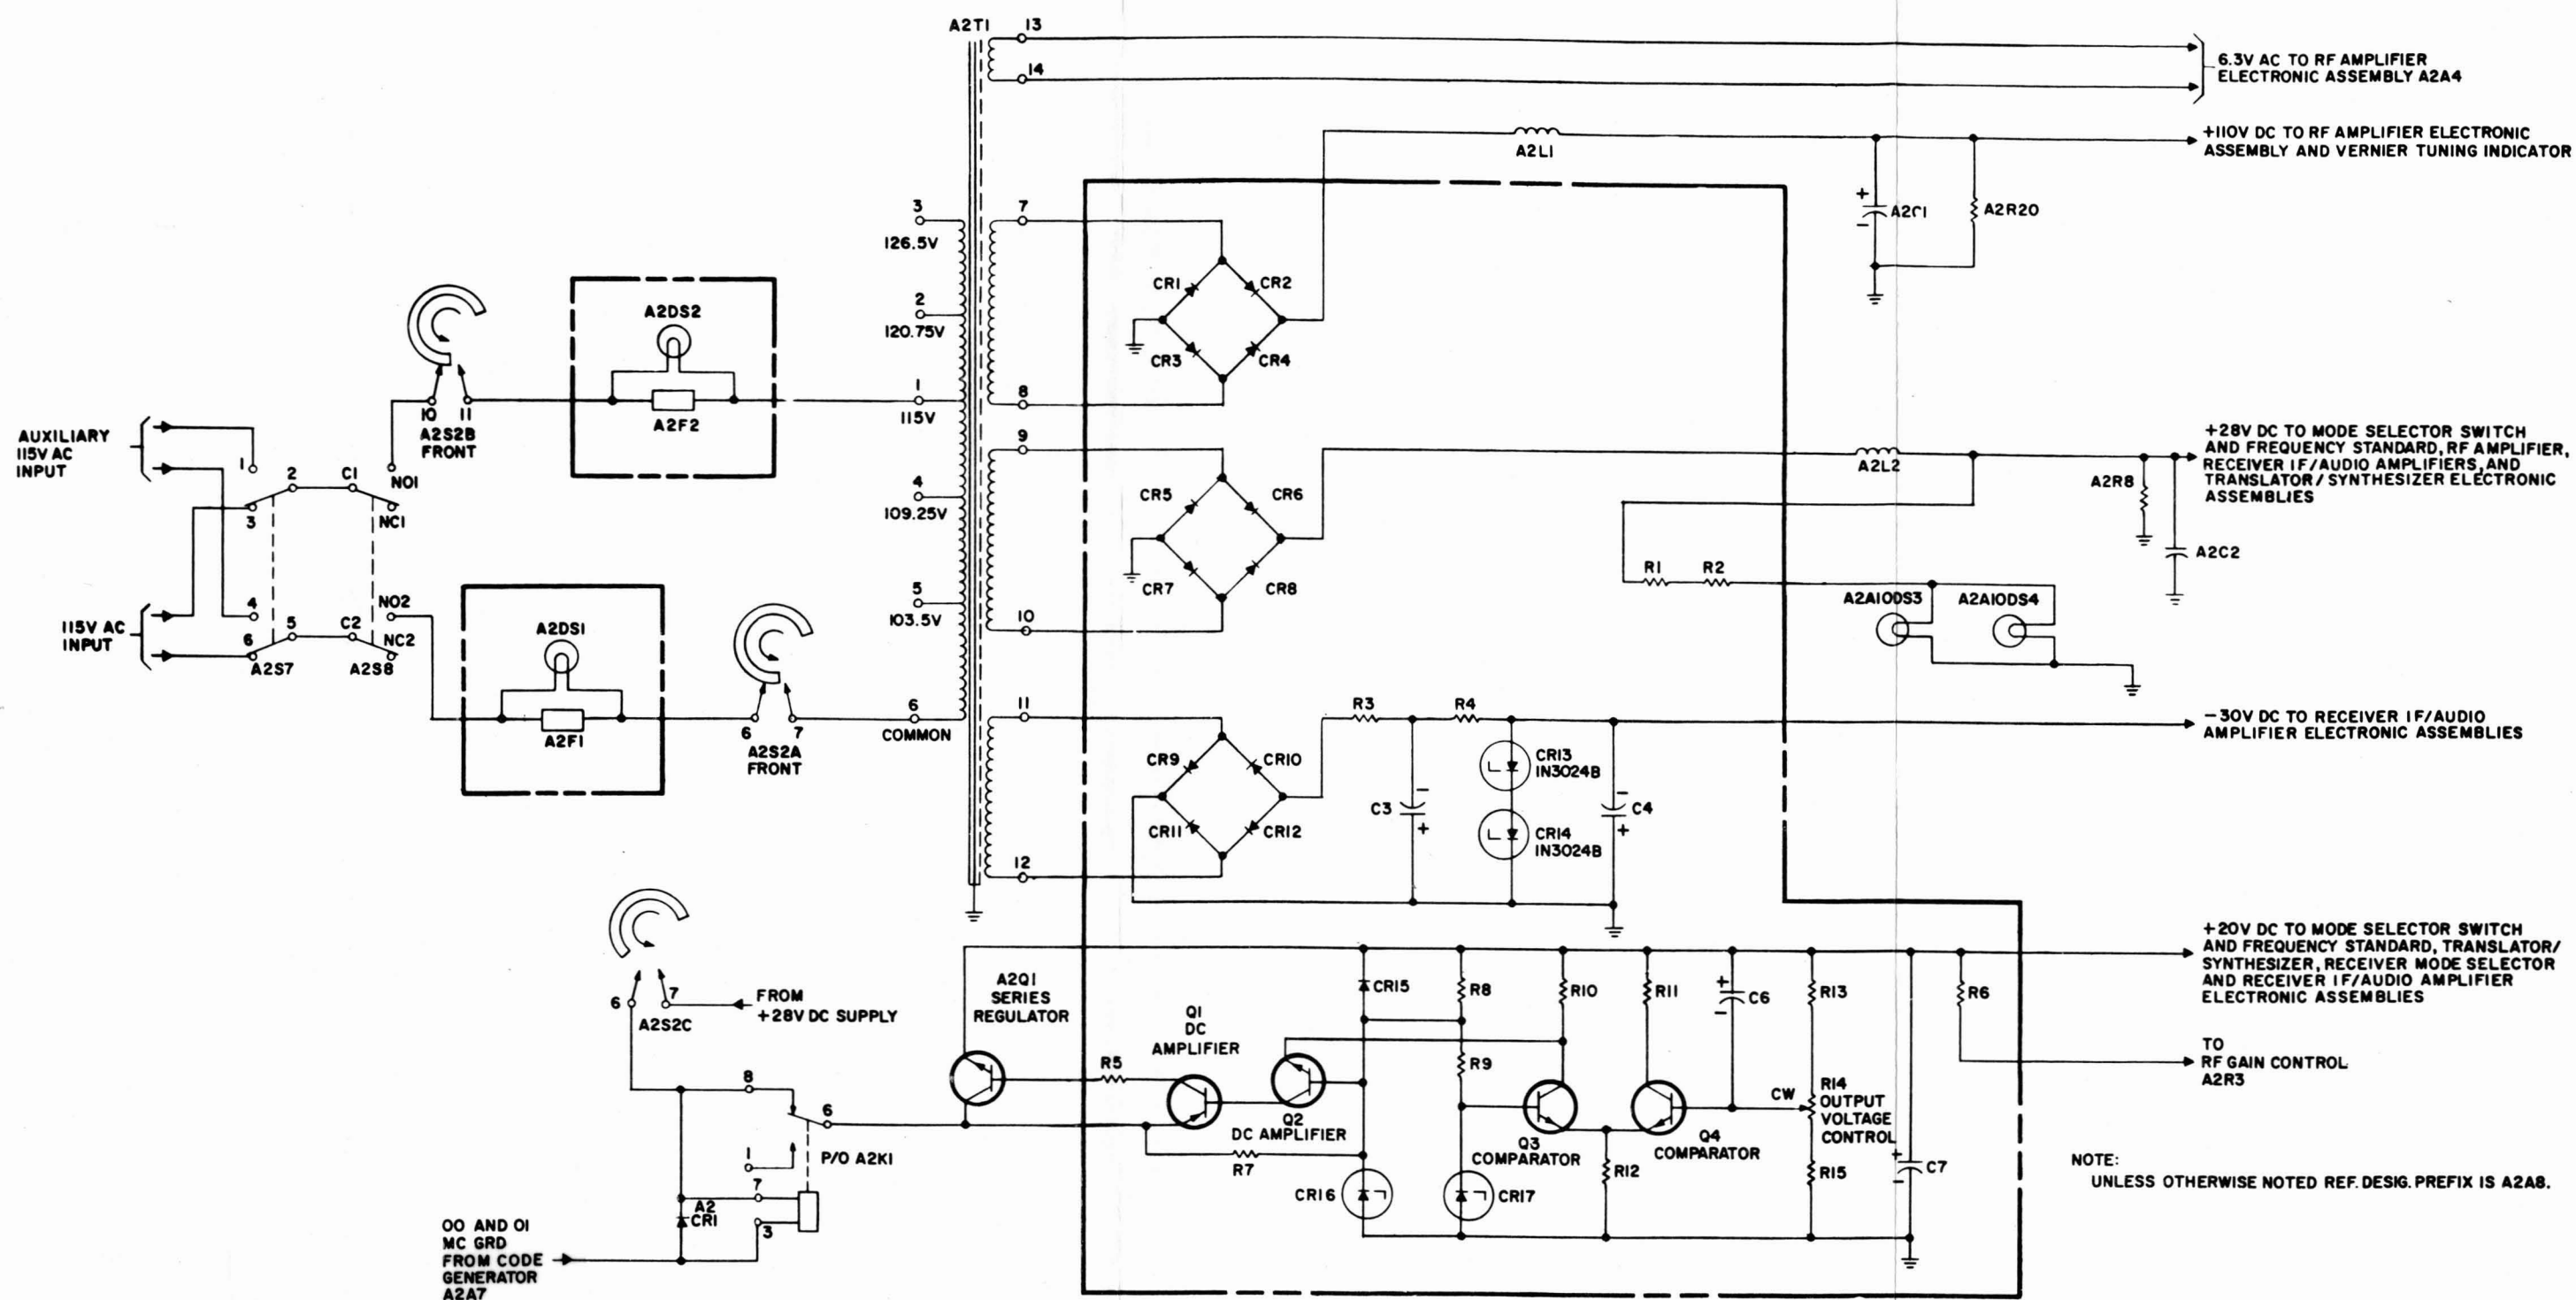 A2T1
13
14
6.3V AC TO RF AMPLIFIER
ELECTRONIC ASSEMBLY A2A4
+110V DC TO RF AMPLIFIER ELECTRONIC
ASSEMBLY AND VERNIER TUNING INDICATOR
A2L1
A2C1
+
-
A2R20
3
126.5V
2
120.75V
1
115V
4
109.25V
5
103.5V
6
COMMON
7
8
9
10
11
12
CR1
CR2
CR3
CR4
A2DS2
A2F2
10
11
A2S2B
FRONT
AUXILIARY
115V AC
INPUT
1
2
C1
NO1
3
NC1
4
NO2
5
C2
6
NC2
A2S7
A2S8
115V AC
INPUT
A2DS1
A2F1
6
7
A2S2A
FRONT
CR5
CR6
CR7
CR8
A2L2
+28V DC TO MODE SELECTOR SWITCH
AND FREQUENCY STANDARD, RF AMPLIFIER,
RECEIVER IF/AUDIO AMPLIFIERS, AND
TRANSLATOR/SYNTHESIZER ELECTRONIC
ASSEMBLIES
A2R8
A2C2
R1
R2
A2A10DS3
A2A10DS4
CR9
CR10
CR11
CR12
R3
R4
C3
-
+
CR13
1N3024B
CR14
1N3024B
C4
-
+
-30V DC TO RECEIVER IF/AUDIO
AMPLIFIER ELECTRONIC ASSEMBLIES
6
7
A2S2C
FROM
+28V DC SUPPLY
8
6
1
P/O A2K1
7
3
A2
CR1
00 AND 01
MC GRD
FROM CODE
GENERATOR
A2A7
A2Q1
SERIES
REGULATOR
R5
Q1
DC
AMPLIFIER
Q2
DC AMPLIFIER
R7
CR15
R8
R9
CR16
CR17
R10
R11
Q3
COMPARATOR
Q4
COMPARATOR
R12
C6
+
-
R13
CW
R14
OUTPUT
VOLTAGE
CONTROL
R15
C7
+
-
R6
+20V DC TO MODE SELECTOR SWITCH
AND FREQUENCY STANDARD, TRANSLATOR/
SYNTHESIZER, RECEIVER MODE SELECTOR
AND RECEIVER IF/AUDIO AMPLIFIER
ELECTRONIC ASSEMBLIES
TO
RF GAIN CONTROL
A2R3
NOTE:
UNLESS OTHERWISE NOTED REF. DESIG. PREFIX IS A2A8.